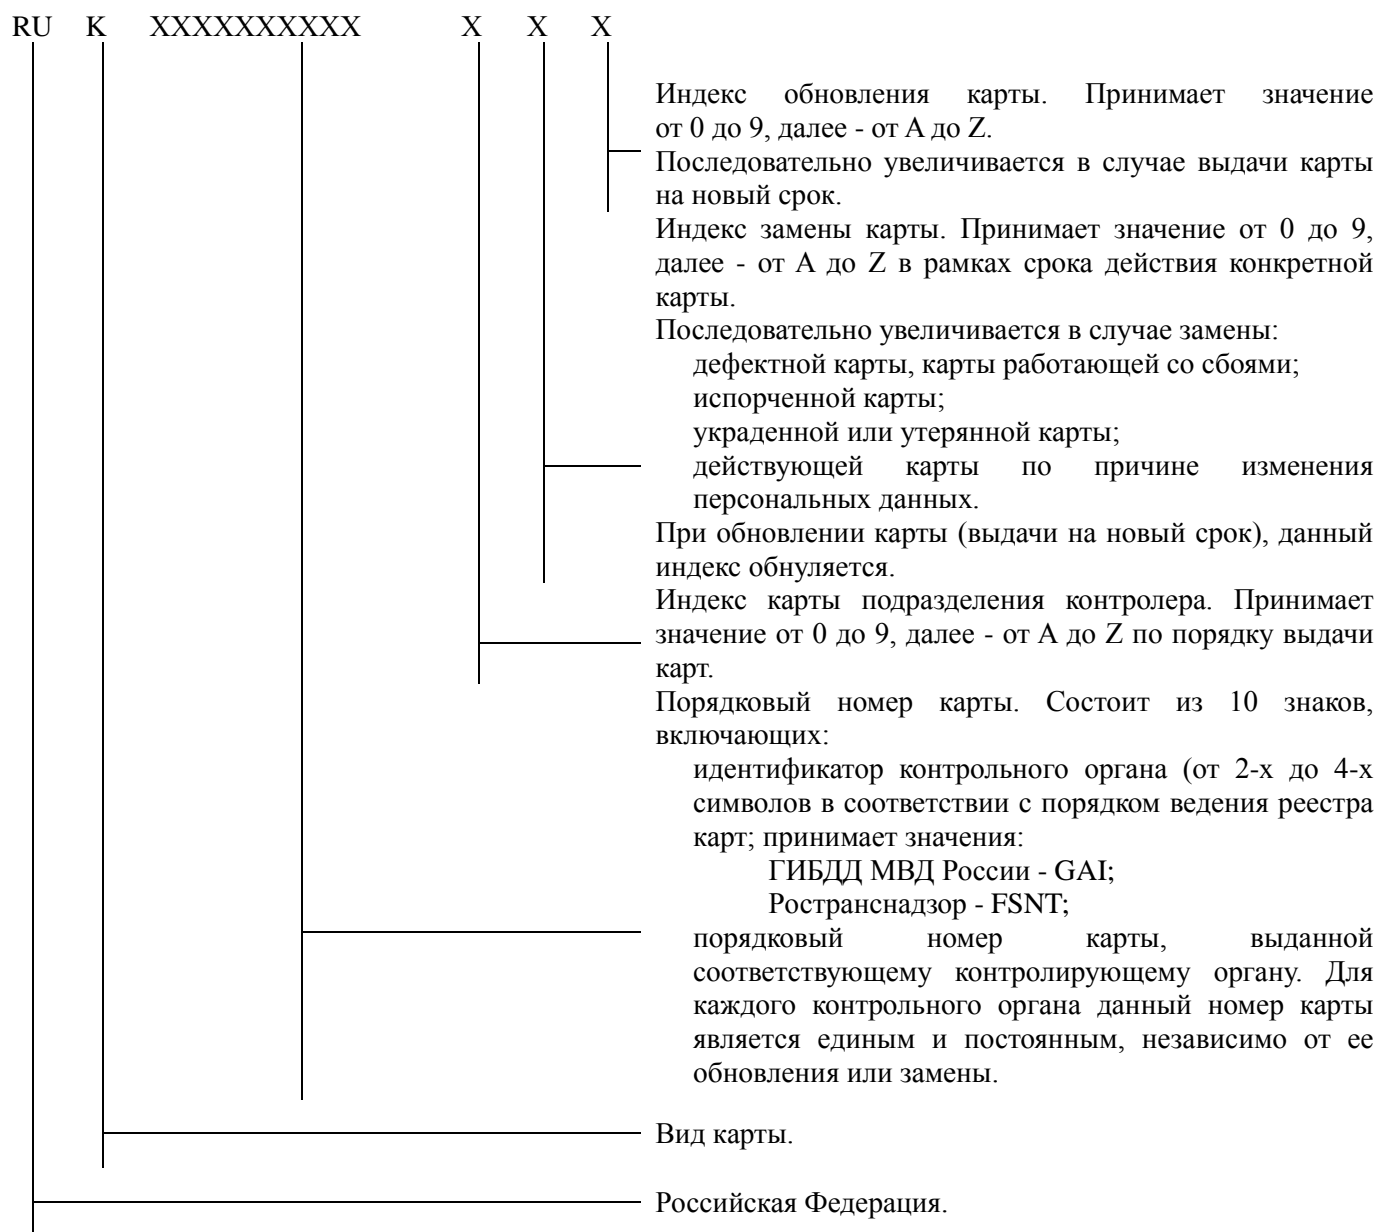 RU K XXXXXXXXXX X X X
Индекс обновления карты. Принимает значение
от 0 до 9, далее - от A до Z.
Последовательно увеличивается в случае выдачи карты
на новый срок.
Индекс замены карты. Принимает значение от 0 до 9,
далее - от A до Z в рамках срока действия конкретной
карты.
Последовательно увеличивается в случае замены:
дефектной карты, карты работающей со сбоями;
испорченной карты;
украденной или утерянной карты;
действующей карты по причине изменения
персональных данных.
При обновлении карты (выдачи на новый срок), данный
индекс обнуляется.
Индекс карты подразделения контролера. Принимает
значение от 0 до 9, далее - от A до Z по порядку выдачи
карт.
Порядковый номер карты. Состоит из 10 знаков,
включающих:
идентификатор контрольного органа (от 2-х до 4-х
символов в соответствии с порядком ведения реестра
карт; принимает значения:
ГИБДД МВД России - GAI;
Ространснадзор - FSNT;
порядковый номер карты, выданной
соответствующему контролирующему органу. Для
каждого контрольного органа данный номер карты
является единым и постоянным, независимо от ее
обновления или замены.
Вид карты.
Российская Федерация.